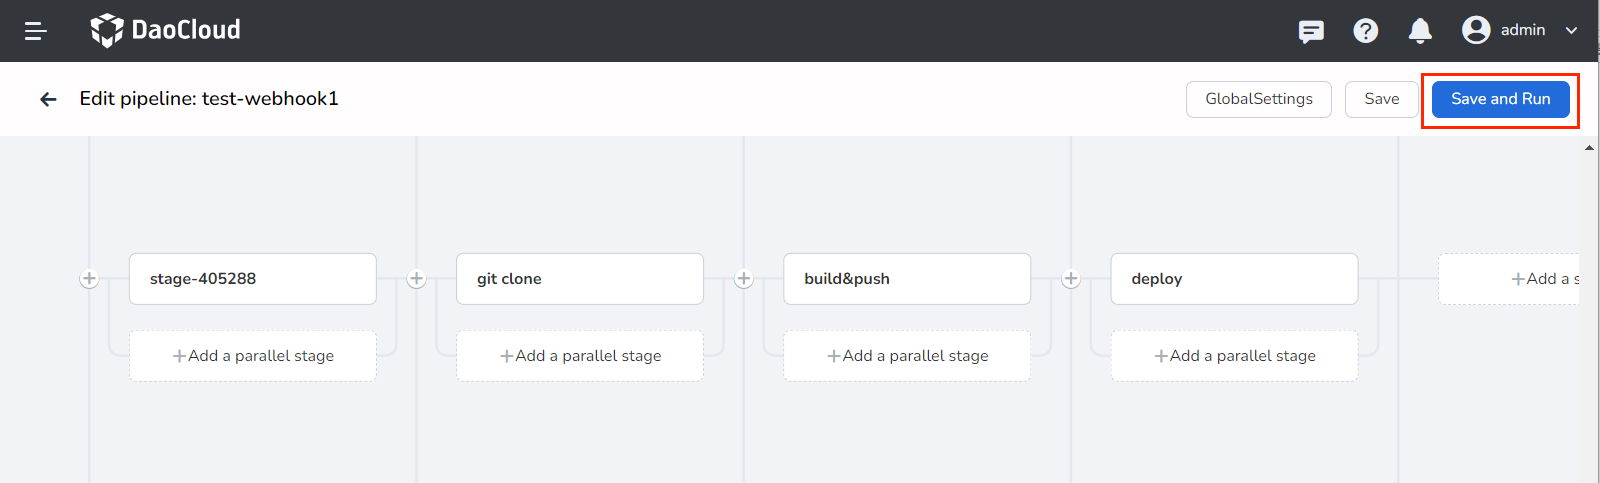 DaoCloud
admin
Edit pipeline: test-webhook1
GlobalSettings
Save
Save and Run
stage-405288
git clone
build&push
deploy
+Add a s
+Add a parallel stage
+Add a parallel stage
+Add a parallel stage
+Add a parallel stage